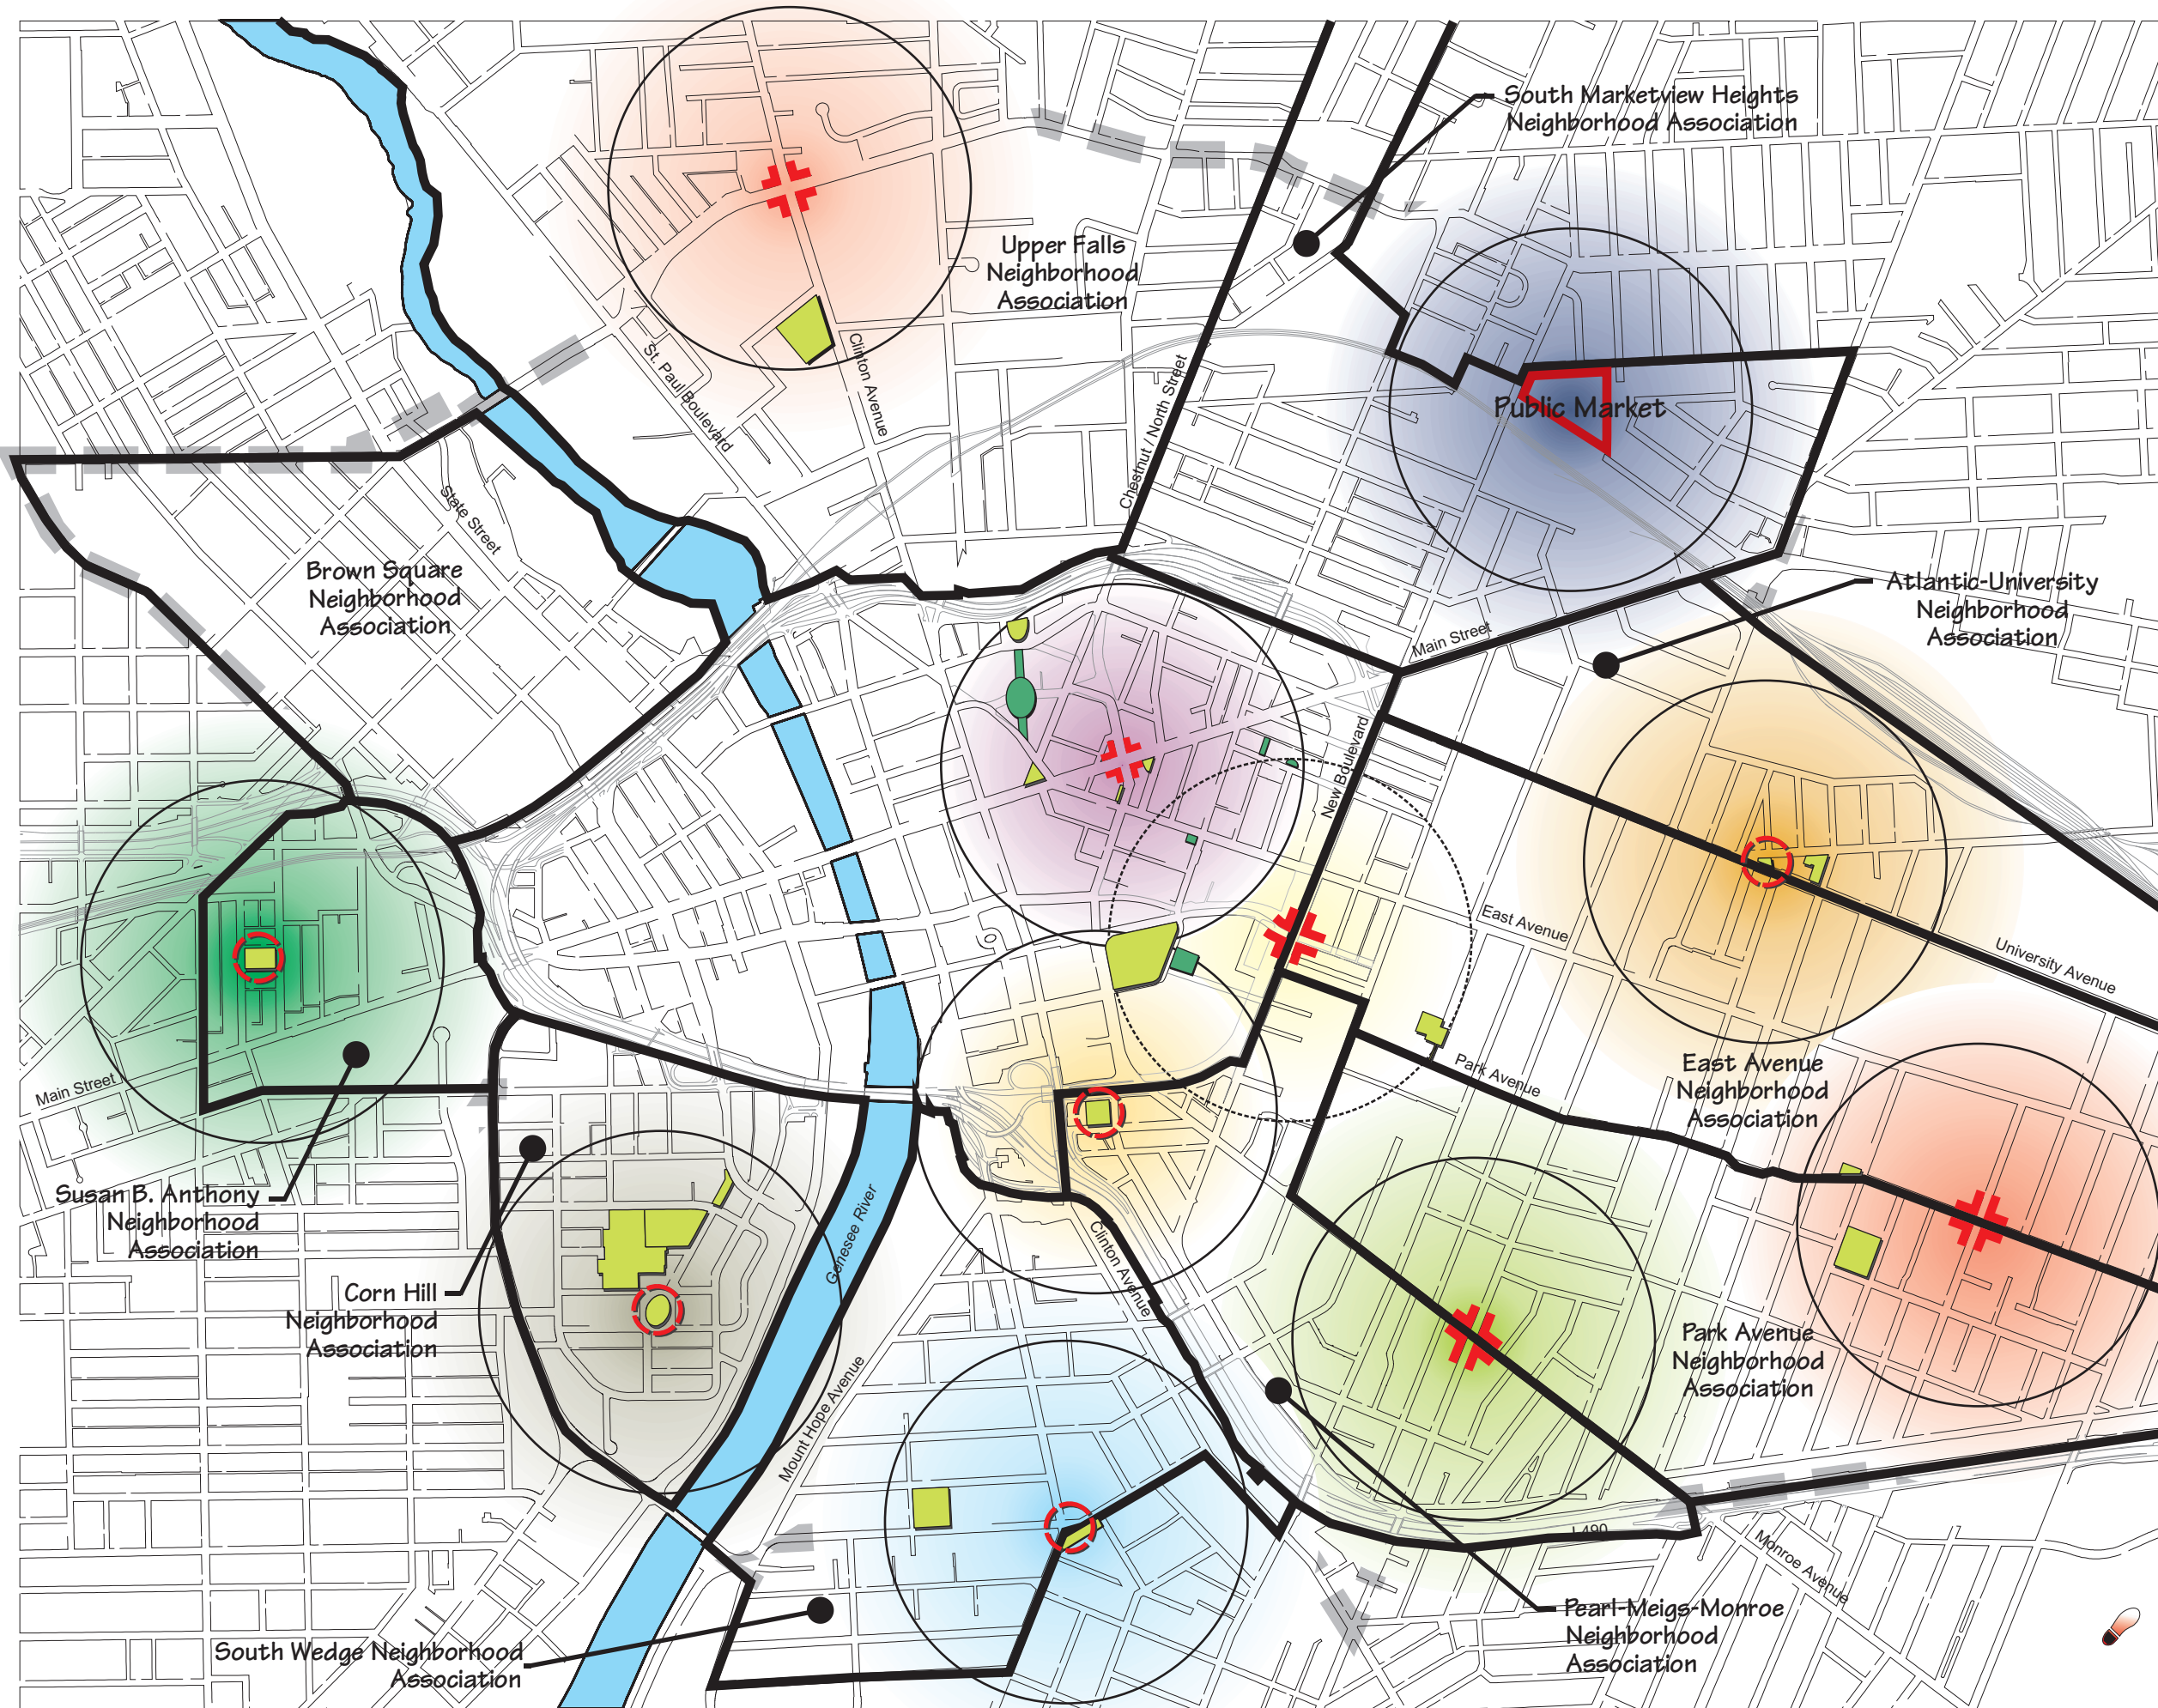 South Marketview Heights
Neighborhood Association
Upper Falls
Neighborhood
Association
St. Paul Boulevard
Clinton Avenue
Chestnut / North Street
Public Market
State Street
Brown Square
Neighborhood
Association
Atlantic-University
Neighborhood
Association
Main Street
New Boulevard
East Avenue
University Avenue
Main Street
Park Avenue
East Avenue
Neighborhood
Association
Susan B. Anthony
Neighborhood
Association
Genesee River
Clinton Avenue
Corn Hill
Neighborhood
Association
Park Avenue
Neighborhood
Association
Mount Hope Avenue
I-490
Monroe Avenue
Pearl-Meigs-Monroe
Neighborhood
Association
South Wedge Neighborhood
Association